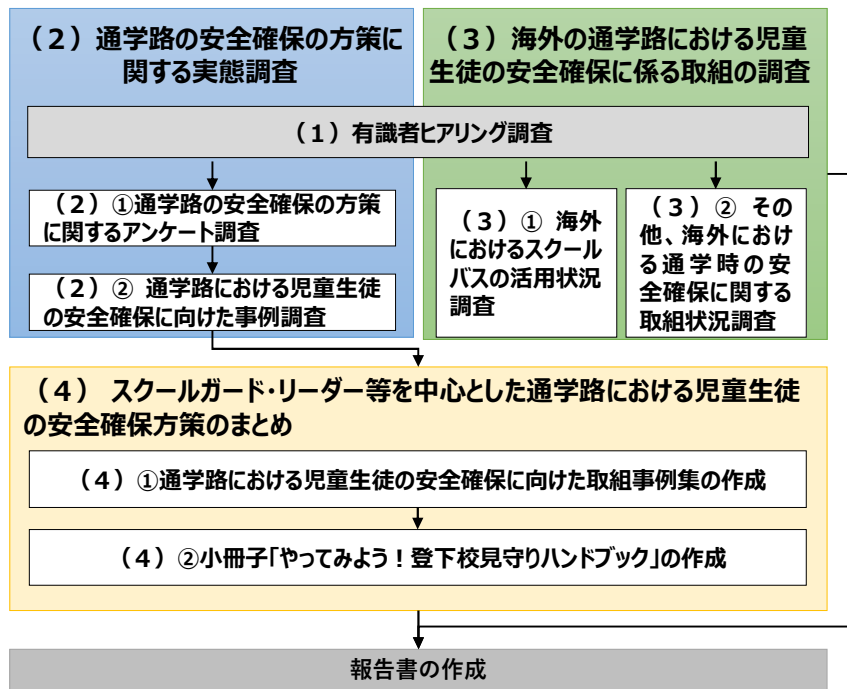 （２）通学路の安全確保の方策に
関する実態調査
（３）海外の通学路における児童
生徒の安全確保に係る取組の調査
（１）有識者ヒアリング調査
（２）①通学路の安全確保の方策
に関するアンケート調査
（２）② 通学路における児童生徒
の安全確保に向けた事例調査
（３）① 海外
におけるスクール
バスの活用状況
調査
（３）② その
他、海外におけ
る通学時の安
全確保に関する
取組状況調査
（４） スクールガード・リーダー等を中心とした通学路における児童生徒
の安全確保方策のまとめ
（４）①通学路における児童生徒の安全確保に向けた取組事例集の作成
（４）②小冊子「やってみよう！登下校見守りハンドブック」の作成
報告書の作成